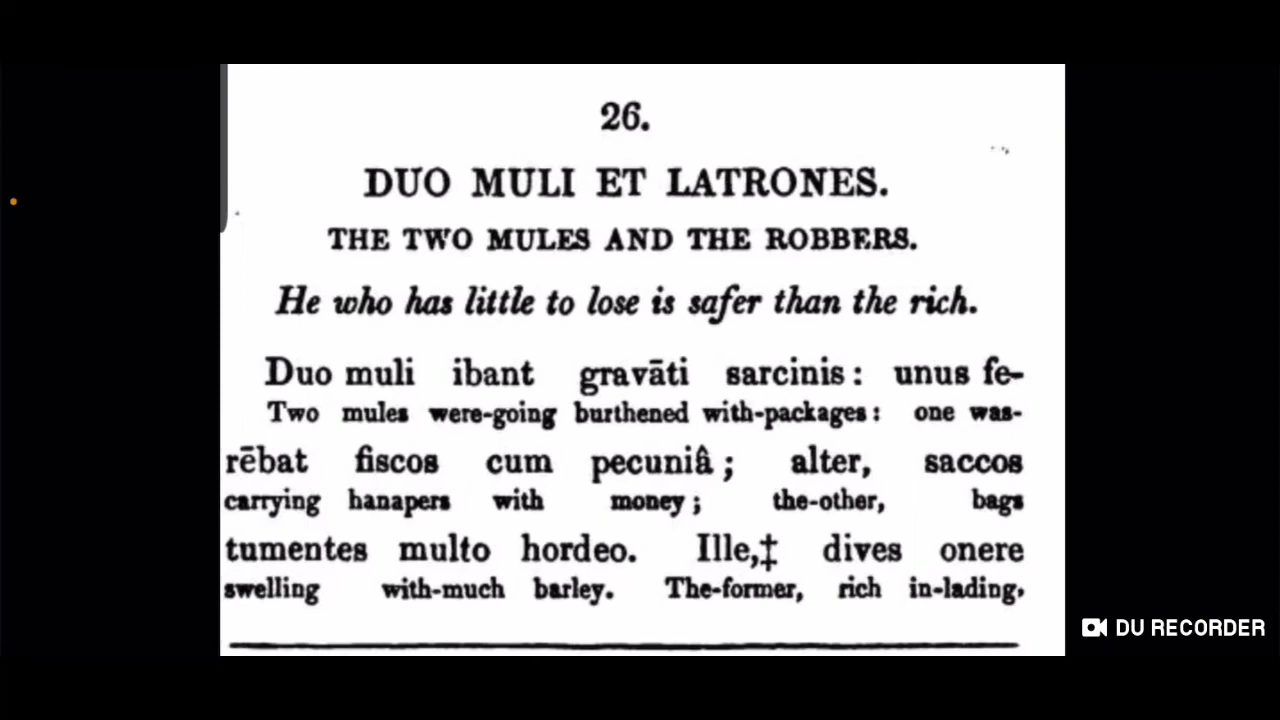 26.
DUO MULI ET LATRONES.
THE TWO MULES AND THE ROBBERS.
He who has little to lose is safer than the rich.
Duo muli ibant gravāti sarcinis: unus fe-
Two mules were-going burthened with-packages: one was-
rēbat fiscos cum pecuniâ; alter, saccos
carrying hanapers with money; the-other, bags
tumentes multo hordeo. Ille,‡ dives onere
swelling with-much barley. The-former, rich in-lading,
DU RECORDER